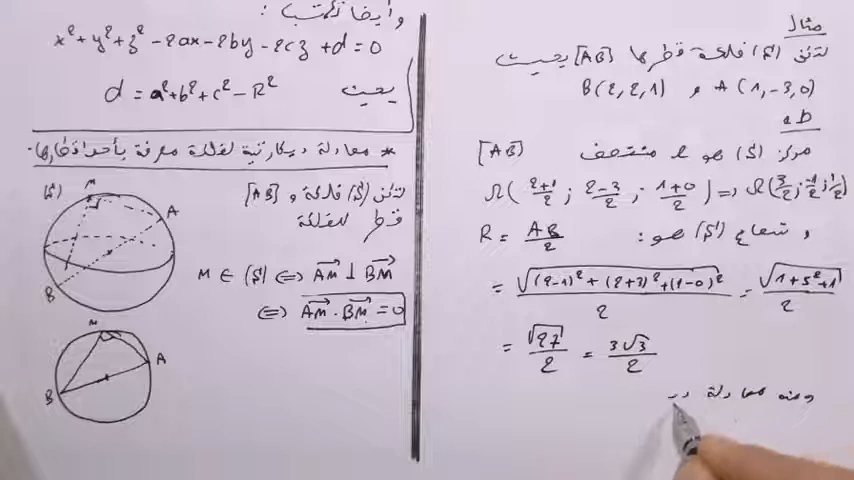 وأيضا تكتب :
x² + y² + z² - 2ax - 2by - 2cz + d = 0
بحيث d = a² + b² + c² - R²
* معادلة ديكارتية لفلكة معرفة بأحد أقطارها.
لتكن (S) فلكة و [AB]
قطر للفلكة
M ∈ (S) ⟺ AM ⊥ BM
⟺ AM . BM = 0
(S)
M
A
B
M
A
B
مثال
لتكن (S) فلكة قطرها [AB] بحيث
A(1,-3,0) و B(2,2,1)
حل
مركز (S) هو Ω منتصف [AB]
Ω( 2+1/2 ; 2-3/2 ; 1+0/2 ) ⟹ Ω(3/2 ; -1/2 ; 1/2)
و شعاع (S) هو : R = AB/2
= √(2-1)² + (2+3)² + (1-0)² / 2 = √1+5²+1 / 2
= √27/2 = 3√3/2
ومنه معادلة